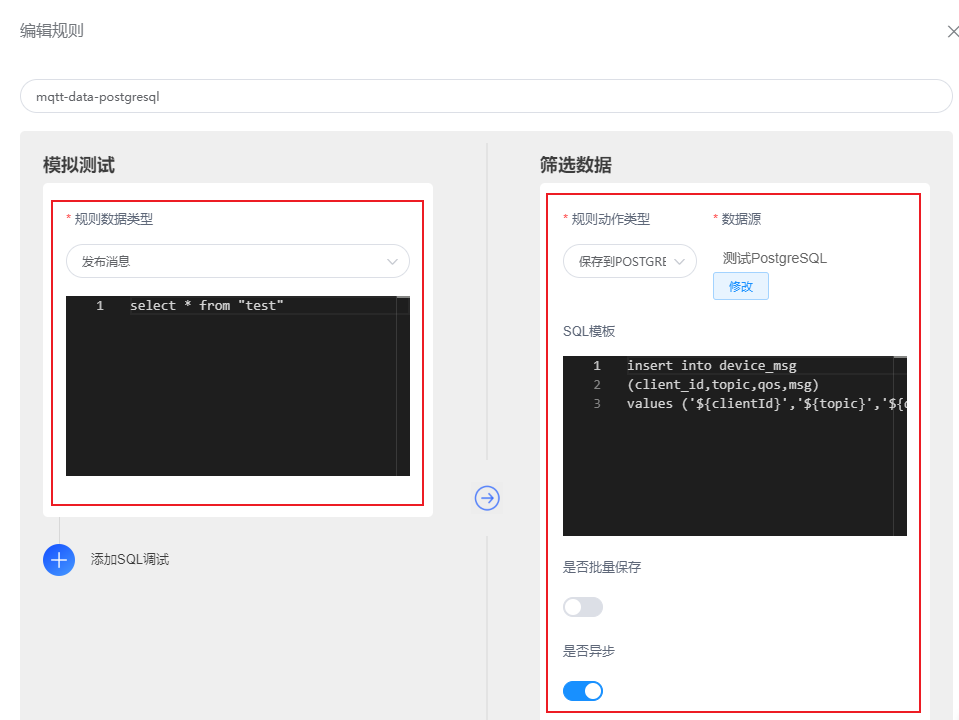 编辑规则
mqtt-data-postgresql
模拟测试
* 规则数据类型
发布消息
1 select * from "test"
添加SQL调试
筛选数据
* 规则动作类型
* 数据源
保存到POSTGRE
测试PostgreSQL
修改
SQL模板
1 insert into device_msg
2 (client_id,topic,qos,msg)
3 values ('${clientId}','${topic}','${
是否批量保存
是否异步